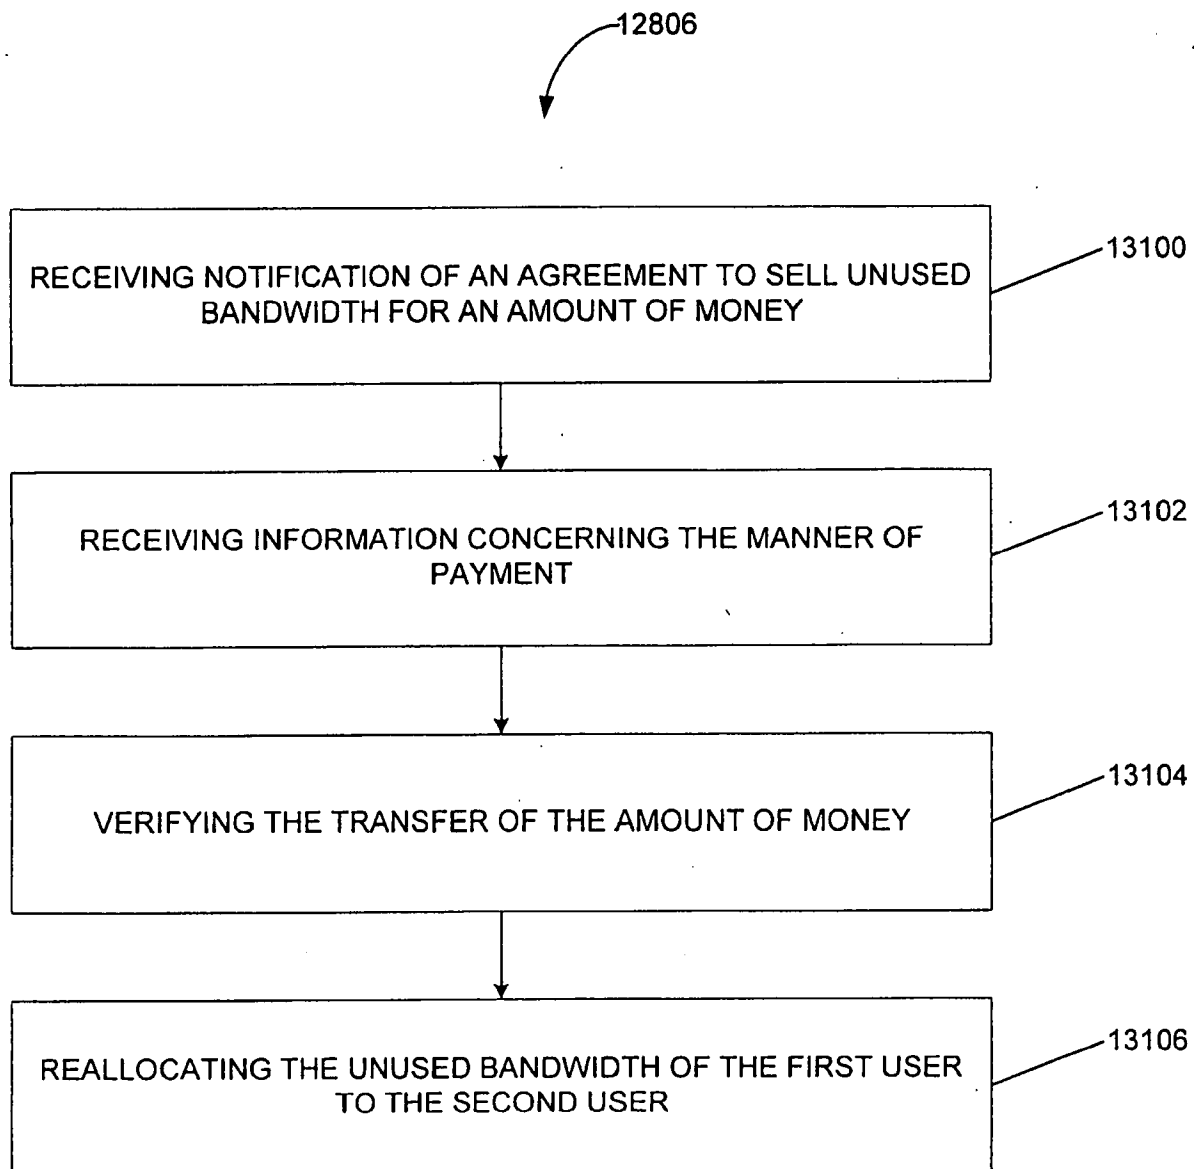 12806
RECEIVING NOTIFICATION OF AN AGREEMENT TO SELL UNUSED
BANDWIDTH FOR AN AMOUNT OF MONEY
13100
RECEIVING INFORMATION CONCERNING THE MANNER OF
PAYMENT
13102
VERIFYING THE TRANSFER OF THE AMOUNT OF MONEY
13104
REALLOCATING THE UNUSED BANDWIDTH OF THE FIRST USER
TO THE SECOND USER
13106